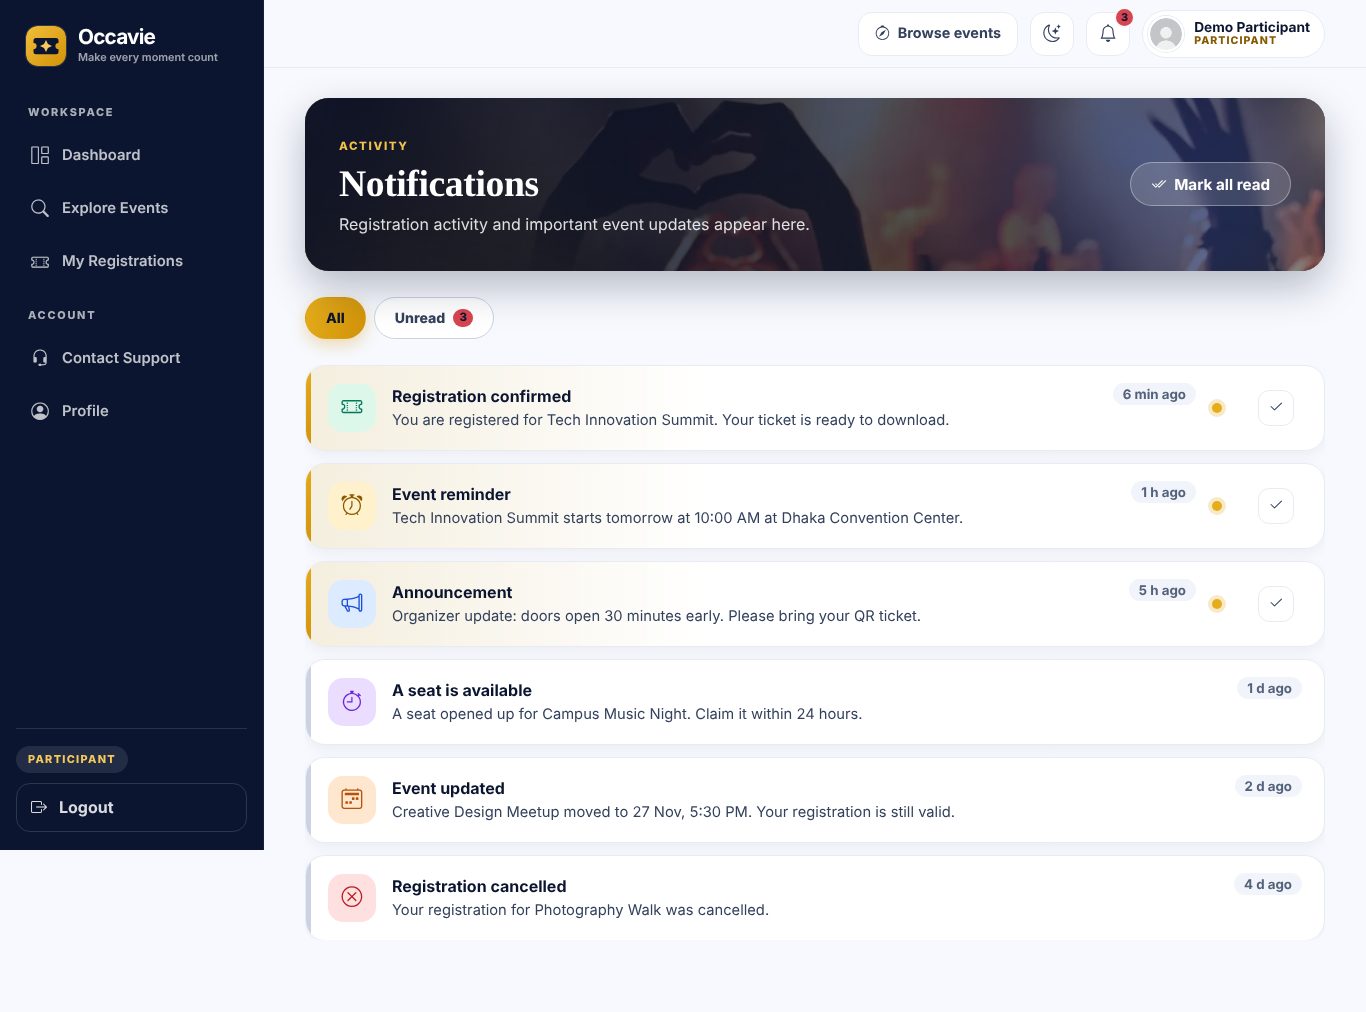 Occavie
Make every moment count
WORKSPACE
Dashboard
Explore Events
My Registrations
ACCOUNT
Contact Support
Profile
PARTICIPANT
Logout
Browse events
3
Demo Participant
PARTICIPANT
ACTIVITY
Notifications
Registration activity and important event updates appear here.
Mark all read
All
Unread 3
Registration confirmed
You are registered for Tech Innovation Summit. Your ticket is ready to download.
6 min ago
Event reminder
Tech Innovation Summit starts tomorrow at 10:00 AM at Dhaka Convention Center.
1 h ago
Announcement
Organizer update: doors open 30 minutes early. Please bring your QR ticket.
5 h ago
A seat is available
A seat opened up for Campus Music Night. Claim it within 24 hours.
1 d ago
Event updated
Creative Design Meetup moved to 27 Nov, 5:30 PM. Your registration is still valid.
2 d ago
Registration cancelled
Your registration for Photography Walk was cancelled.
4 d ago